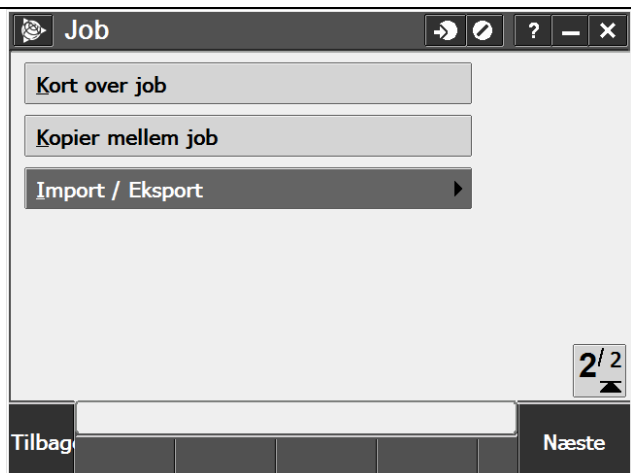 Job
?
Kort over job
Kopier mellem job
Import / Eksport
2/2
Tilbag
Næste